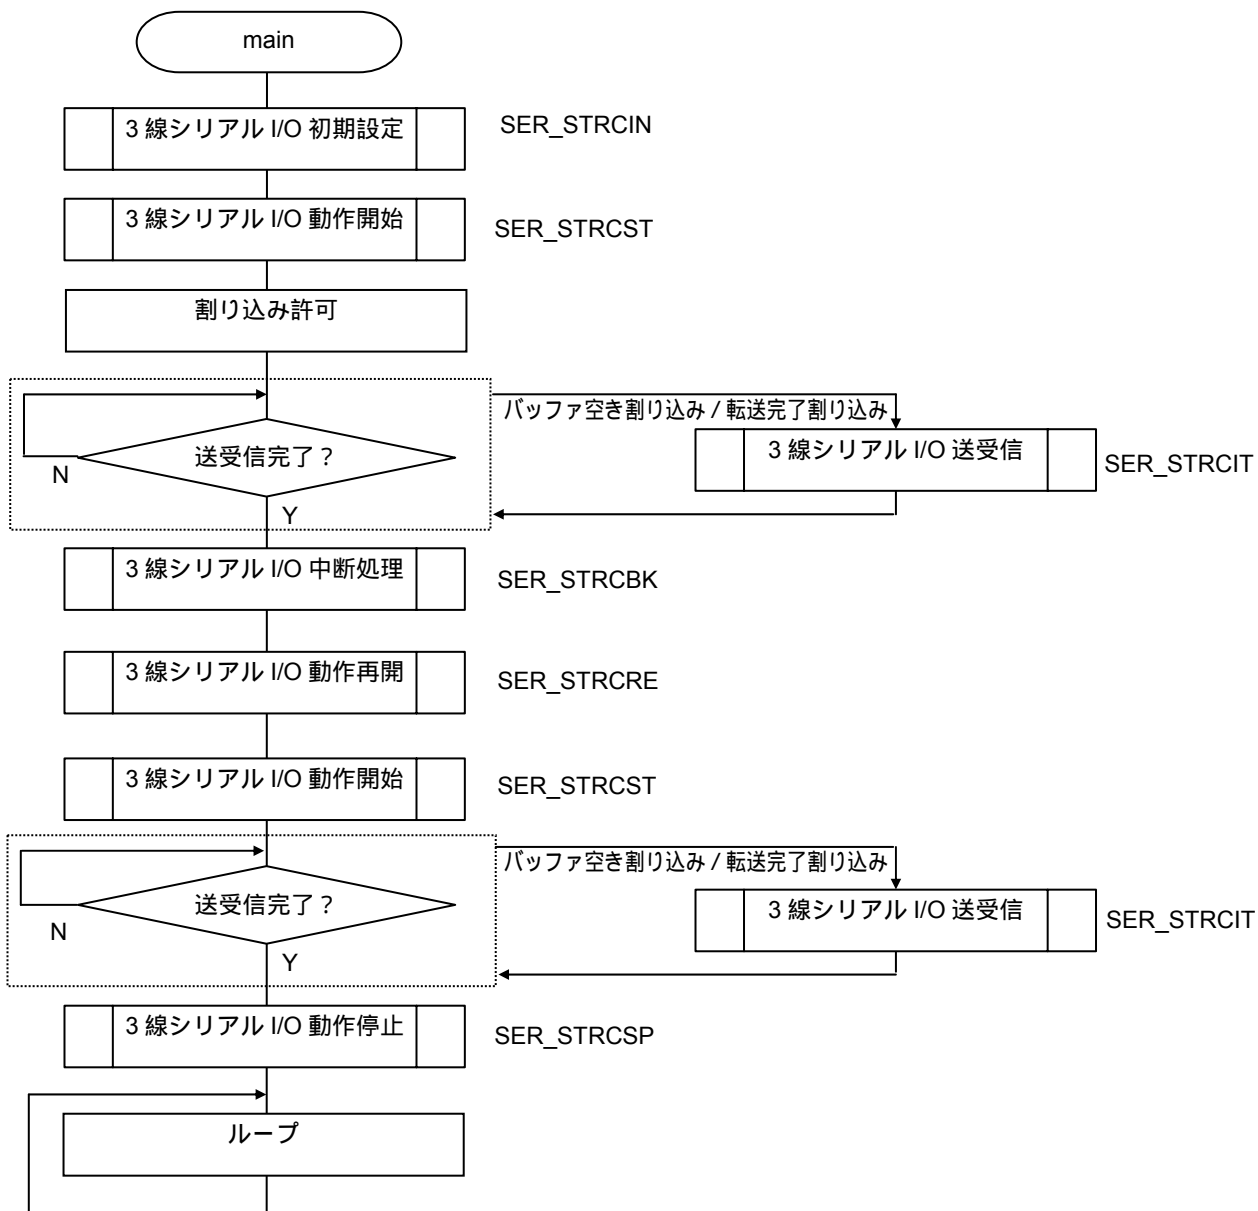 main
3 線シリアル I/O 初期設定
SER_STRCIN
3 線シリアル I/O 動作開始
SER_STRCST
割り込み許可
バッファ空き割り込み / 転送完了割り込み
送受信完了？
N
Y
3 線シリアル I/O 送受信
SER_STRCIT
3 線シリアル I/O 中断処理
SER_STRCBK
3 線シリアル I/O 動作再開
SER_STRCRE
3 線シリアル I/O 動作開始
SER_STRCST
バッファ空き割り込み / 転送完了割り込み
送受信完了？
N
Y
3 線シリアル I/O 送受信
SER_STRCIT
3 線シリアル I/O 動作停止
SER_STRCSP
ループ